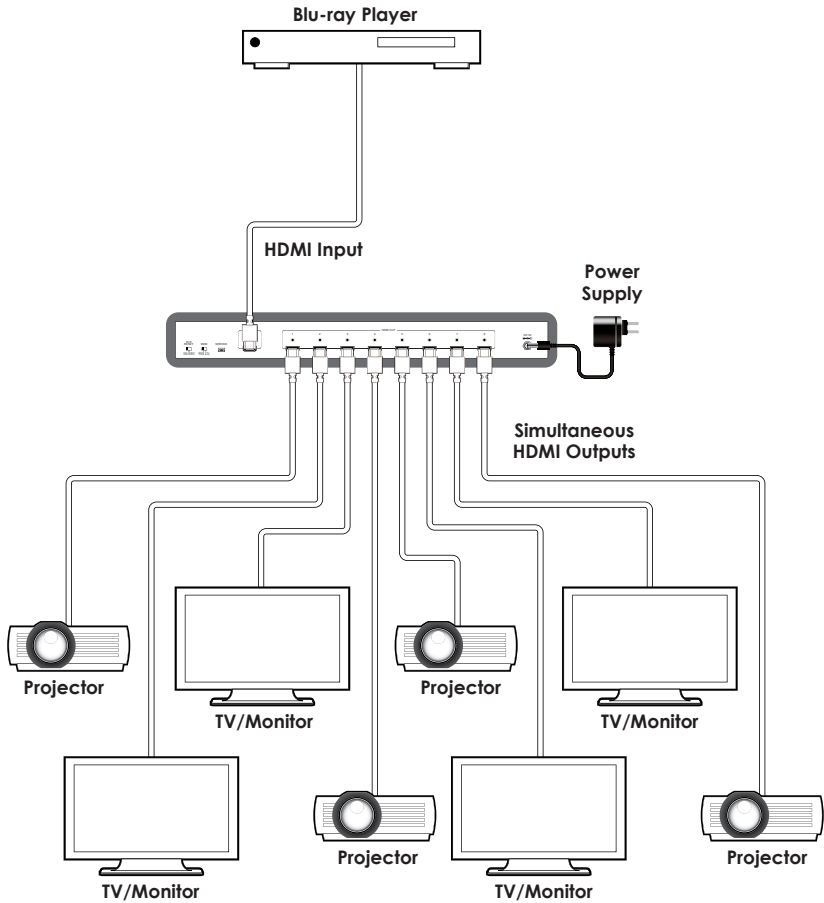 Blu-ray Player
HDMI Input
Power
Supply
Simultaneous
HDMI Outputs
Projector
TV/Monitor
Projector
TV/Monitor
TV/Monitor
Projector
TV/Monitor
Projector